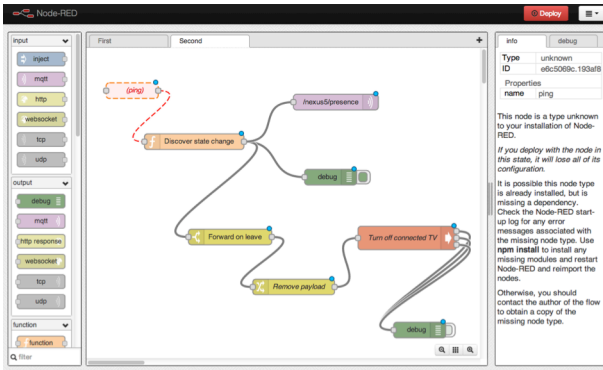 Node-RED
Deploy
input
inject
mqtt
http
websocket
tcp
udp
output
debug
mqtt
http response
websocket
tcp
udp
function
function
filter
First
Second
+
(ping)
Discover state change
/nexus5/presence
debug
Forward on leave
Remove payload
Turn off connected TV
debug
info
debug
Type unknown
ID e6c5069c.193af8
Properties
name ping
This node is a type unknown
to your installation of Node-
RED.
If you deploy with the node in
this state, it will lose all of its
configuration.
It is possible this node type
is already installed, but is
missing a dependency.
Check the Node-RED start-
up log for any error
messages associated with
the missing node type. Use
npm install to install any
missing modules and restart
Node-RED and reimport the
nodes.
Otherwise, you should
contact the author of the flow
to obtain a copy of the
missing node type.